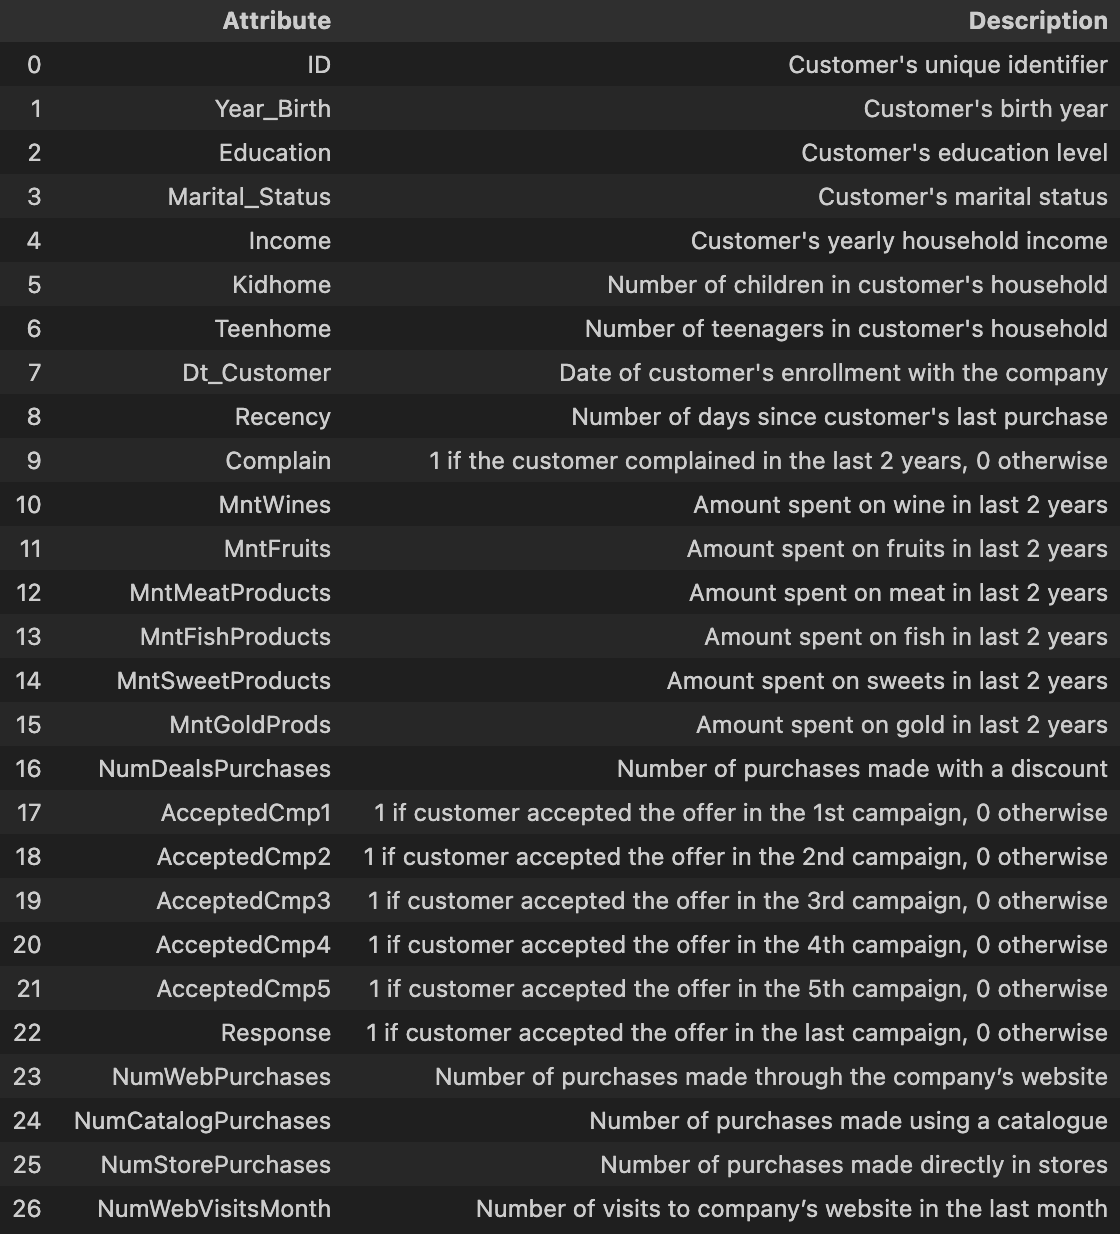 Attribute Description
0 ID Customer's unique identifier
1 Year_Birth Customer's birth year
2 Education Customer's education level
3 Marital_Status Customer's marital status
4 Income Customer's yearly household income
5 Kidhome Number of children in customer's household
6 Teenhome Number of teenagers in customer's household
7 Dt_Customer Date of customer's enrollment with the company
8 Recency Number of days since customer's last purchase
9 Complain 1 if the customer complained in the last 2 years, 0 otherwise
10 MntWines Amount spent on wine in last 2 years
11 MntFruits Amount spent on fruits in last 2 years
12 MntMeatProducts Amount spent on meat in last 2 years
13 MntFishProducts Amount spent on fish in last 2 years
14 MntSweetProducts Amount spent on sweets in last 2 years
15 MntGoldProds Amount spent on gold in last 2 years
16 NumDealsPurchases Number of purchases made with a discount
17 AcceptedCmp1 1 if customer accepted the offer in the 1st campaign, 0 otherwise
18 AcceptedCmp2 1 if customer accepted the offer in the 2nd campaign, 0 otherwise
19 AcceptedCmp3 1 if customer accepted the offer in the 3rd campaign, 0 otherwise
20 AcceptedCmp4 1 if customer accepted the offer in the 4th campaign, 0 otherwise
21 AcceptedCmp5 1 if customer accepted the offer in the 5th campaign, 0 otherwise
22 Response 1 if customer accepted the offer in the last campaign, 0 otherwise
23 NumWebPurchases Number of purchases made through the company’s website
24 NumCatalogPurchases Number of purchases made using a catalogue
25 NumStorePurchases Number of purchases made directly in stores
26 NumWebVisitsMonth Number of visits to company’s website in the last month